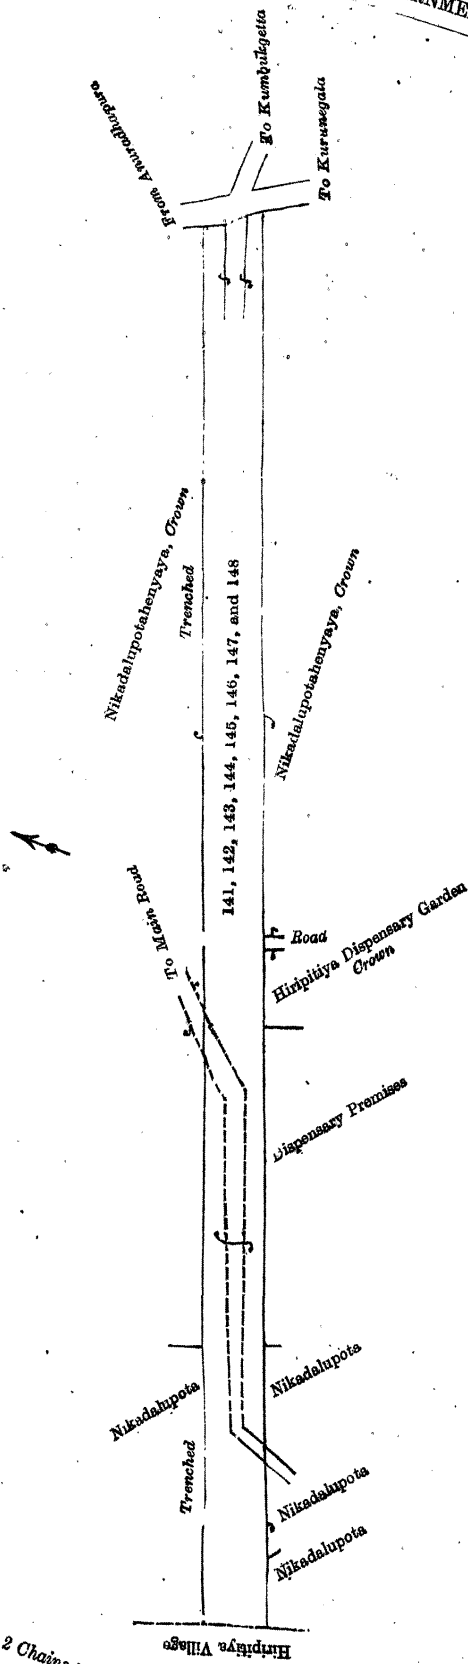 To Kumbukgetta
From Anuradhapura
To Kurunegala
Nikadalupotahenyaya, Crown
Trenched
141, 142, 143, 144, 145, 146, 147, and 148
Nikadalupotahenyaya, Crown
To Main Road
Road
Hiripitiya Dispensary Garden
Crown
Dispensary Premises
Nikadalupota
Nikadalupota
Trenched
Nikadalupota
Nikadalupota
Hiripitiya Village
2 Chains